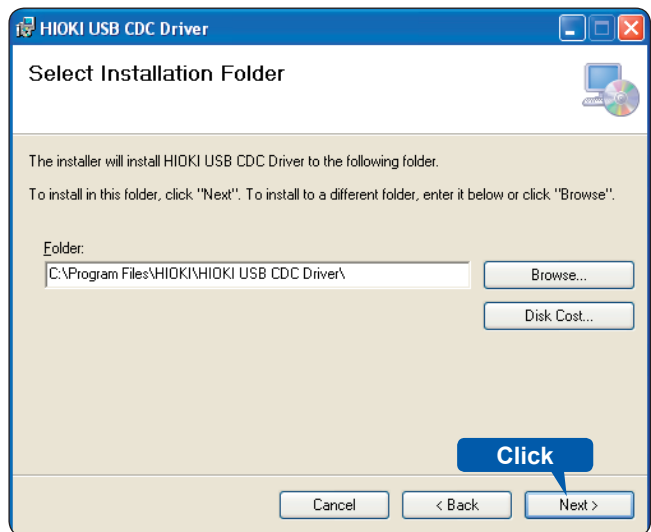 HIOKI USB CDC Driver
Select Installation Folder
The installer will install HIOKI USB CDC Driver to the following folder.
To install in this folder, click "Next". To install to a different folder, enter it below or click "Browse".
Folder:
C:\Program Files\HIOKI\HIOKI USB CDC Driver\
Browse...
Disk Cost...
Click
Cancel
< Back
Next >